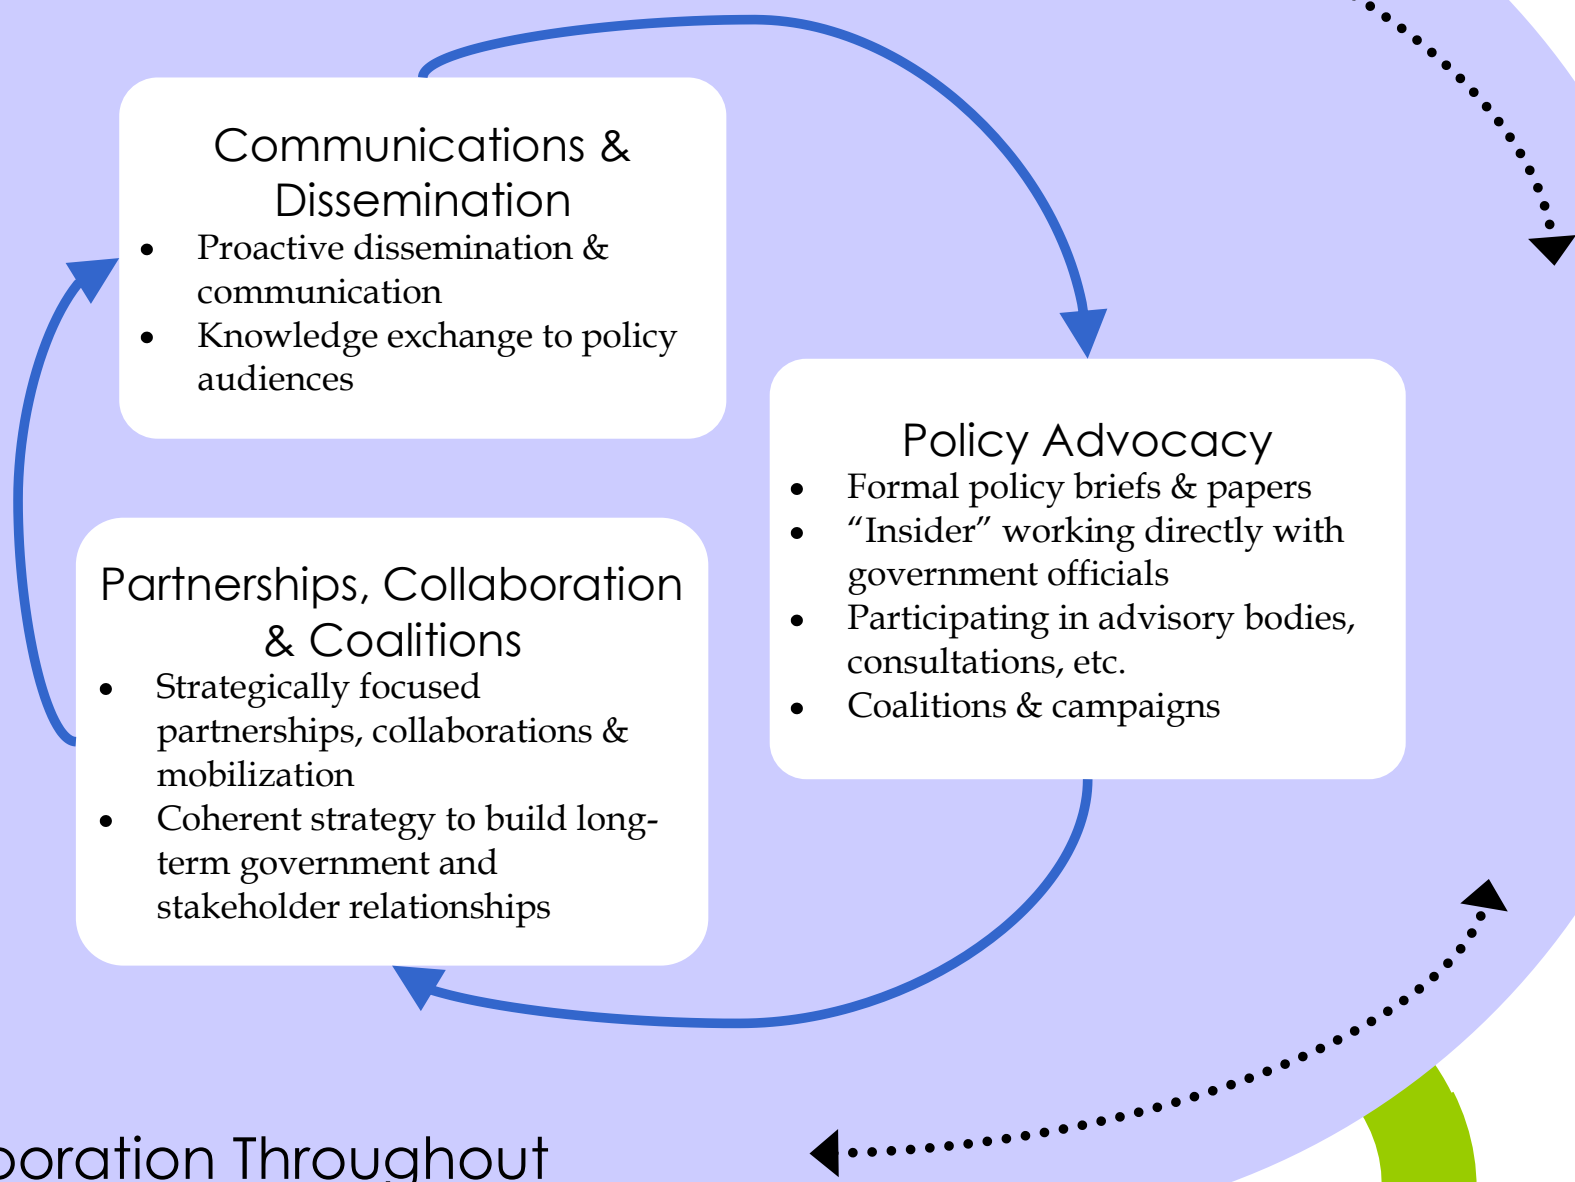 Communications &
Dissemination
• Proactive dissemination &
communication
• Knowledge exchange to policy
audiences
Policy Advocacy
• Formal policy briefs & papers
• “Insider” working directly with
government officials
• Participating in advisory bodies,
consultations, etc.
• Coalitions & campaigns
Partnerships, Collaboration
& Coalitions
• Strategically focused
partnerships, collaborations &
mobilization
• Coherent strategy to build long-
term government and
stakeholder relationships
Throughout